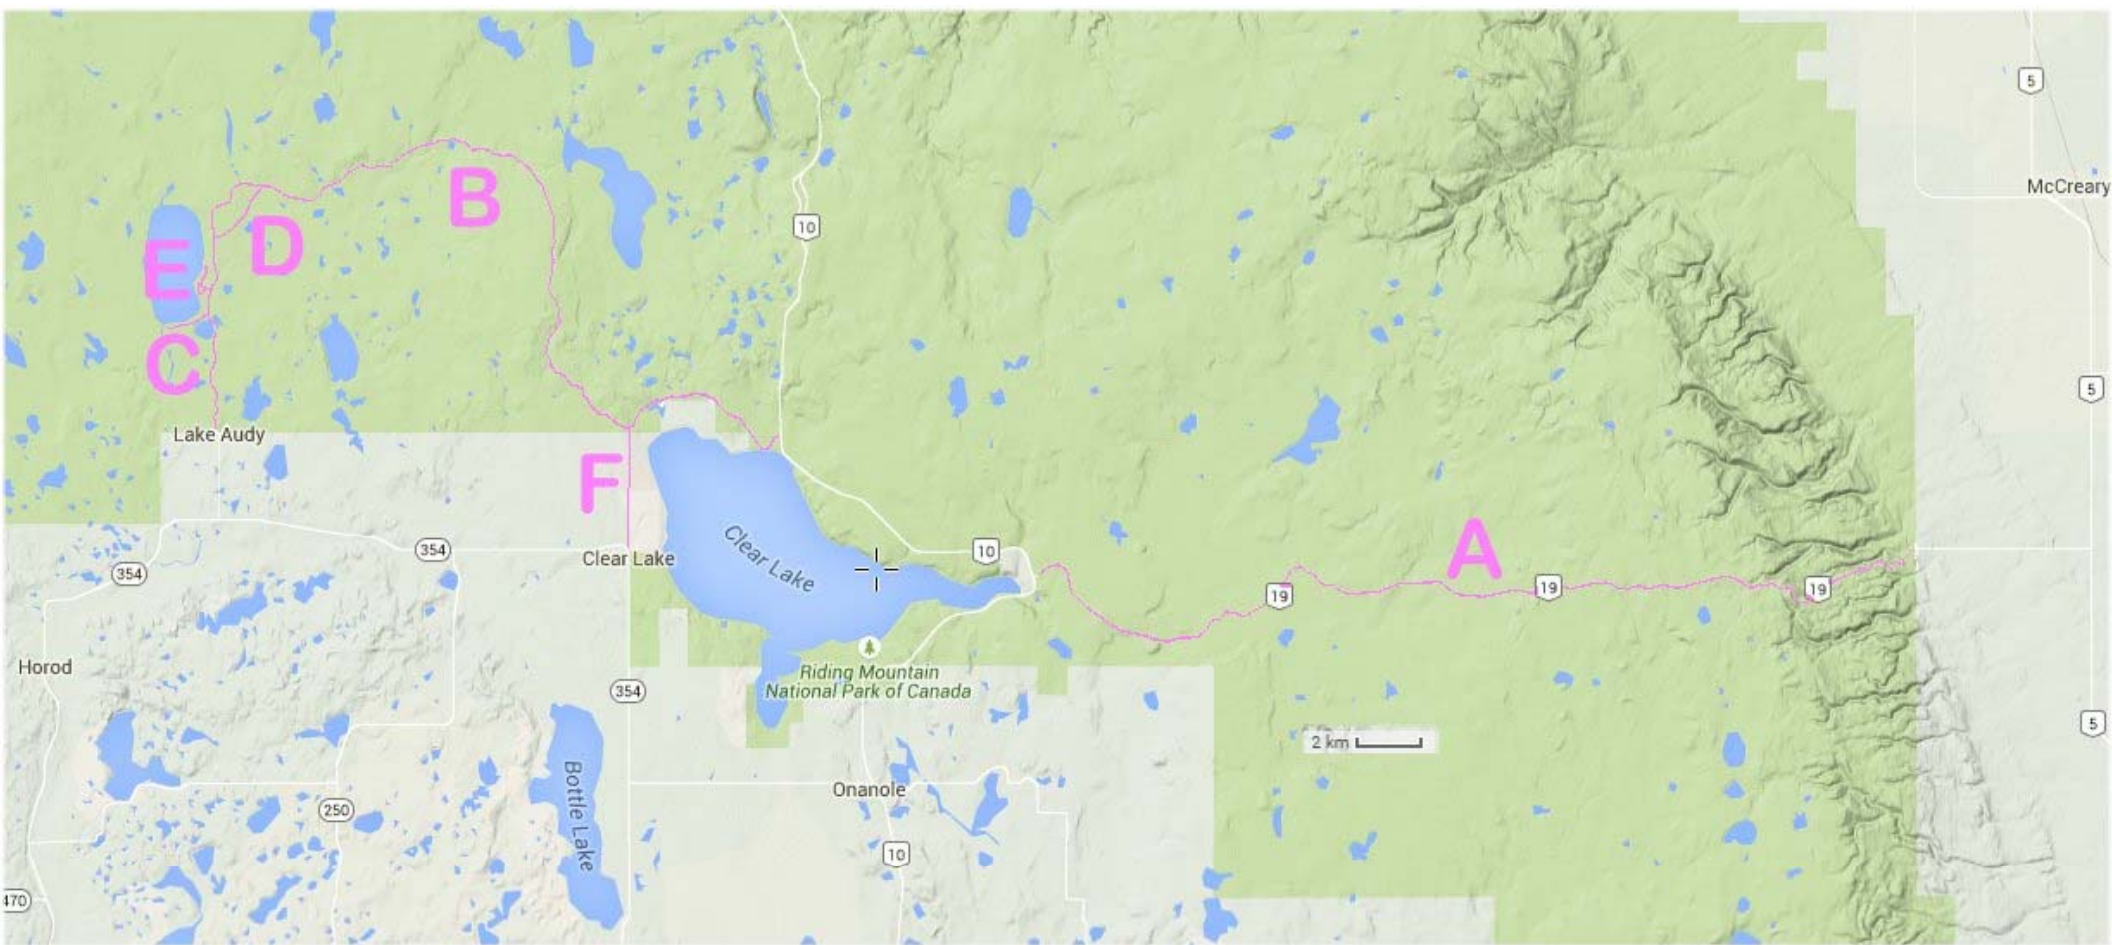 5
McCreary
B
10
D
E
C
5
Lake Audy
F
Clear Lake
A
354
Clear Lake
10
354
19
19
19
Horod
Riding Mountain
National Park of Canada
354
5
2 km
Bottle Lake
Onanole
250
10
470